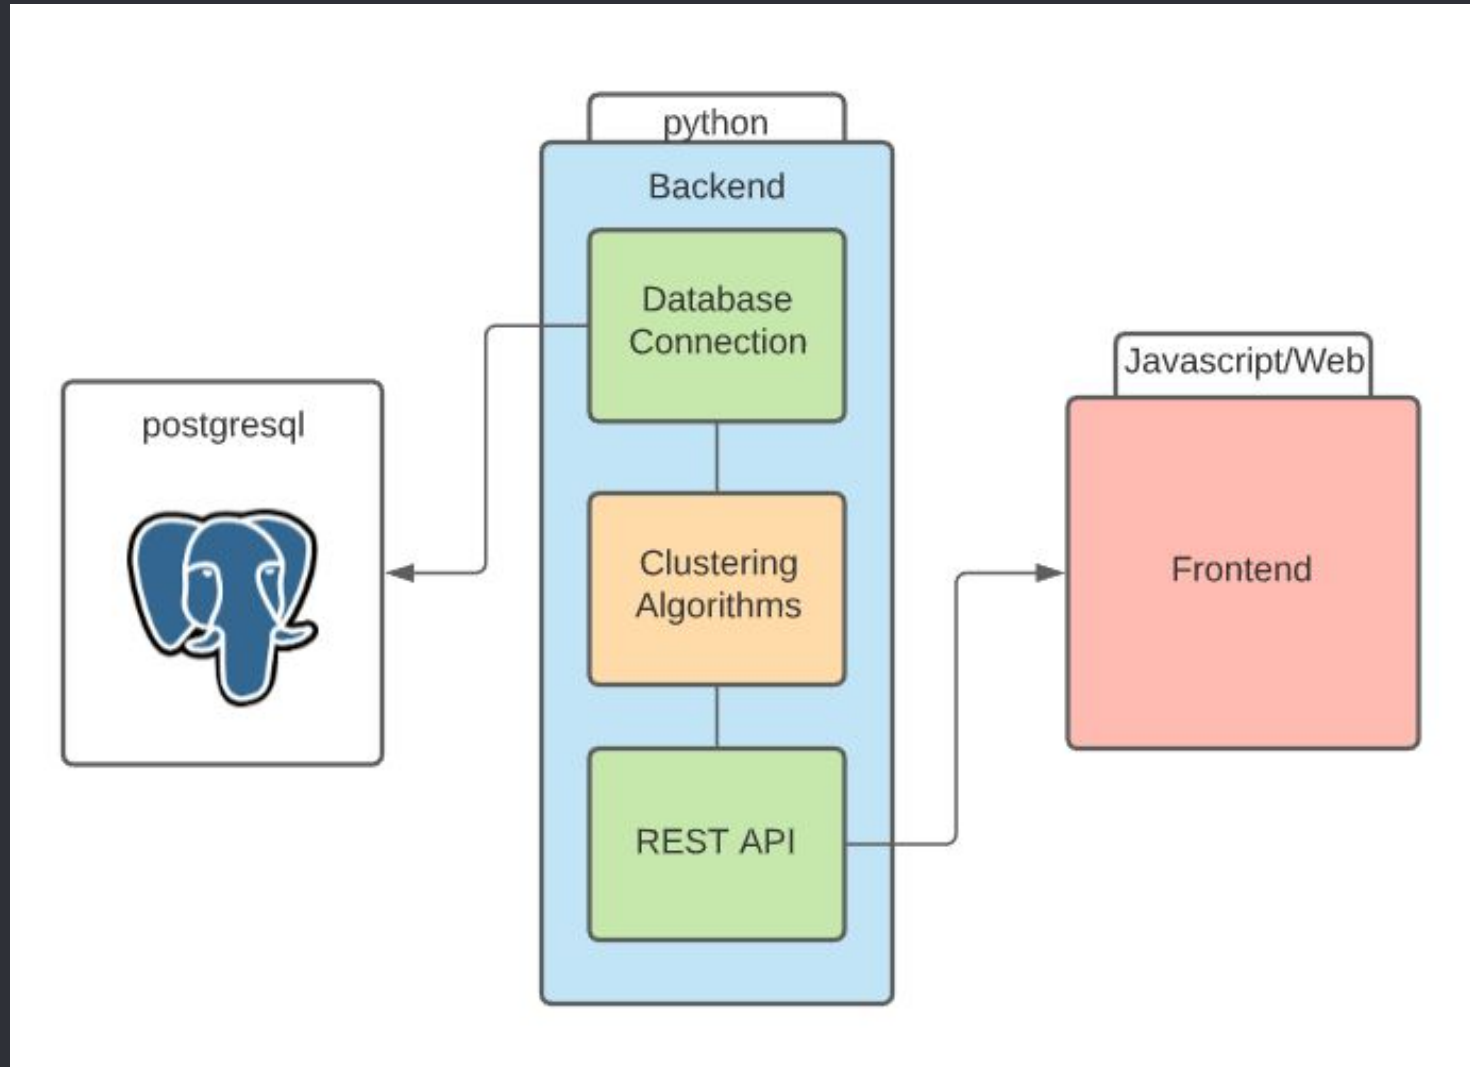 python
Backend
Database
Connection
postgresql
Clustering
Algorithms
REST API
Javascript/Web
Frontend